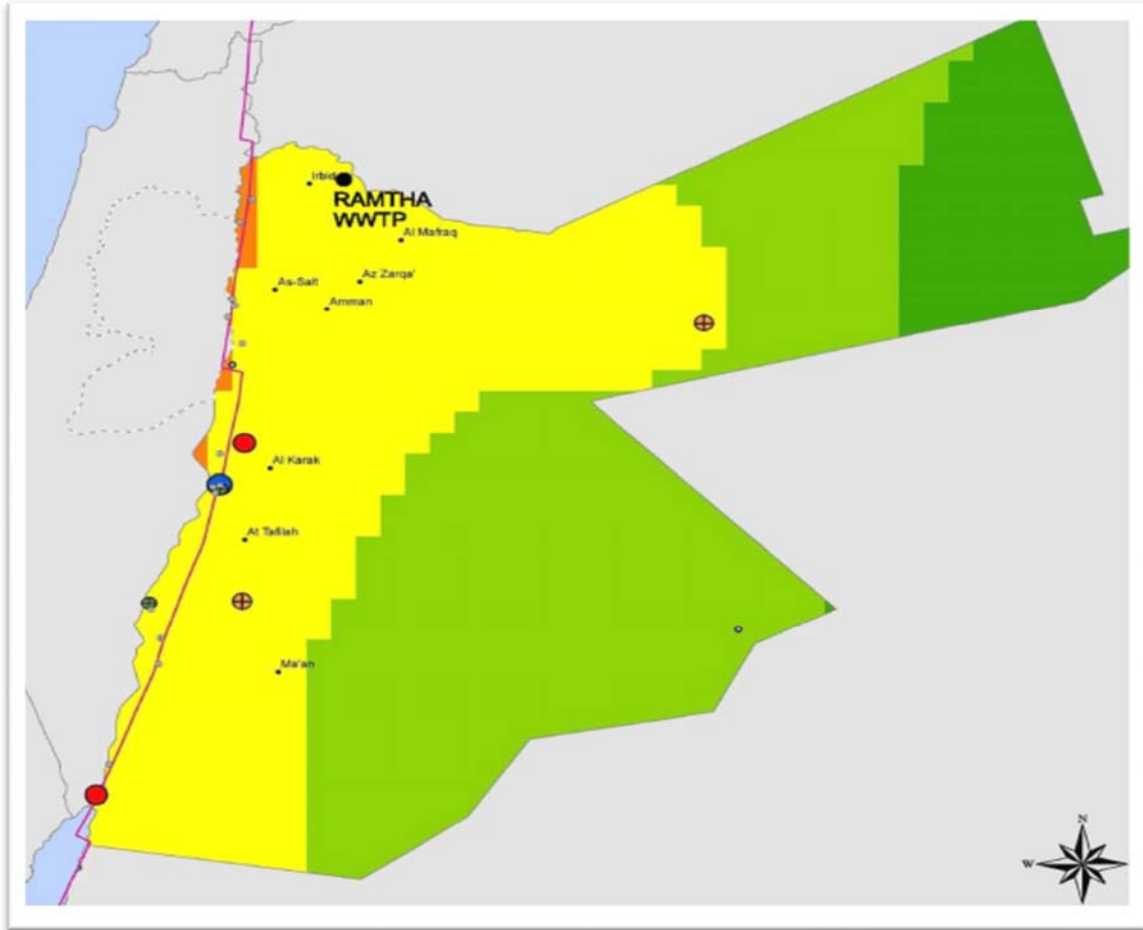 Irbid
RAMTHA
WWTP
Al Mafraq
Az Zarqa'
As-Salt
Amman
Al Karak
At Tafilah
Ma'an
N
W